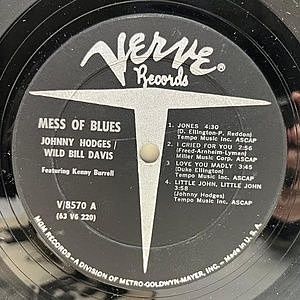 Verve®
Records
MESS OF BLUES
JOHNNY HODGES/
WILD BILL DAVIS
Featuring Kenny Burrell
V/8570 A
(63 V6 220)
1. JONES 4:30
(D. Ellington-P. Redden)
Tempo Music Inc. ASCAP
2. I CRIED FOR YOU 2:56
(Freed-Arnheim-Lyman)
Miller Music Corp. ASCAP
3. LOVE YOU MADLY 3:45
(Duke Ellington)
Tempo Music Inc. ASCAP
4. LITTLE JOHN, LITTLE JOHN
3:58
(Johnny Hodges)
Tempo Music Inc. ASCAP
MGM RECORDS - A DIVISION OF METRO-GOLDWYN-MAYER, INC. - Made in U.S.A.